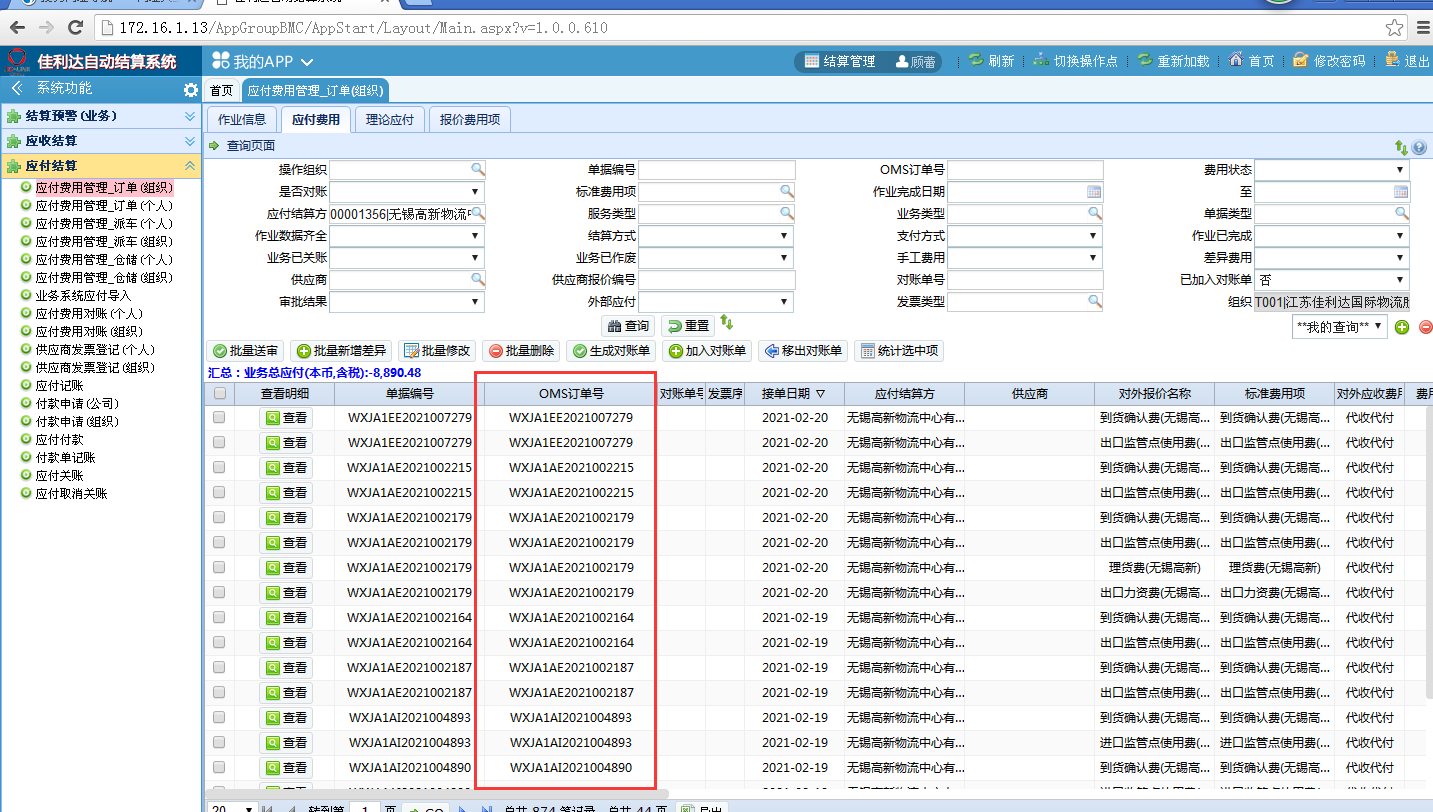 172.16.1.13/AppGroupBMC/AppStart/Layout/Main.aspx?v=1.0.0.610
佳利达自动结算系统
我的APP
结算管理 顾蕾 刷新 切换操作点 重新加载 首页 修改密码 退出
系统功能
首页 应付费用管理_订单(组织)
结算预警(业务)
应收结算
应付结算
应付费用管理_订单(组织)
应付费用管理_订单(个人)
应付费用管理_派车(个人)
应付费用管理_派车(组织)
应付费用管理_仓储(个人)
应付费用管理_仓储(组织)
业务系统应付导入
应付费用对账(个人)
应付费用对账(组织)
供应商发票登记(个人)
供应商发票登记(组织)
应付记账
付款申请(公司)
付款申请(组织)
应付付款
付款单记账
应付关账
应付取消关账
作业信息 应付费用 理论应付 报价费用项
查询页面
操作组织 单据编号 OMS订单号 费用状态
是否对账 标准费用项 作业完成日期 至
应付结算方 00001356|无锡高新物流中 服务类型 业务类型 单据类型
作业数据齐全 结算方式 支付方式 作业已完成
业务已关账 业务已作废 手工费用 差异费用
供应商 供应商报价编号 对账单号 已加入对账单 否
审批结果 外部应付 发票类型 组织 T001|江苏佳利达国际物流股
查询 重置 **我的查询**
批量送审 批量新增差异 批量修改 批量删除 生成对账单 加入对账单 移出对账单 统计选中项
汇总：业务总应付(本币,含税):-8,890.48
查看明细 单据编号 OMS订单号 对账单号 发票序 接单日期 ▽ 应付结算方 供应商 对外报价名称 标准费用项 对外应收费用 费用
查看 WXJA1EE2021007279 WXJA1EE2021007279 2021-02-20 无锡高新物流中心有... 到货确认费(无锡高... 到货确认费(无锡高... 代收代付
查看 WXJA1EE2021007279 WXJA1EE2021007279 2021-02-20 无锡高新物流中心有... 出口监管点使用费(... 出口监管点使用费(... 代收代付
查看 WXJA1AE2021002215 WXJA1AE2021002215 2021-02-20 无锡高新物流中心有... 到货确认费(无锡高... 到货确认费(无锡高... 代收代付
查看 WXJA1AE2021002215 WXJA1AE2021002215 2021-02-20 无锡高新物流中心有... 出口监管点使用费(... 出口监管点使用费(... 代收代付
查看 WXJA1AE2021002179 WXJA1AE2021002179 2021-02-20 无锡高新物流中心有... 到货确认费(无锡高... 到货确认费(无锡高... 代收代付
查看 WXJA1AE2021002179 WXJA1AE2021002179 2021-02-20 无锡高新物流中心有... 出口监管点使用费(... 出口监管点使用费(... 代收代付
查看 WXJA1AE2021002179 WXJA1AE2021002179 2021-02-20 无锡高新物流中心有... 理货费(无锡高新) 理货费(无锡高新) 代收代付
查看 WXJA1AE2021002179 WXJA1AE2021002179 2021-02-20 无锡高新物流中心有... 出口力资费(无锡高... 出口力资费(无锡高... 代收代付
查看 WXJA1AE2021002164 WXJA1AE2021002164 2021-02-19 无锡高新物流中心有... 到货确认费(无锡高... 到货确认费(无锡高... 代收代付
查看 WXJA1AE2021002164 WXJA1AE2021002164 2021-02-19 无锡高新物流中心有... 出口监管点使用费(... 出口监管点使用费(... 代收代付
查看 WXJA1AE2021002187 WXJA1AE2021002187 2021-02-19 无锡高新物流中心有... 到货确认费(无锡高... 到货确认费(无锡高... 代收代付
查看 WXJA1AE2021002187 WXJA1AE2021002187 2021-02-19 无锡高新物流中心有... 出口监管点使用费(... 出口监管点使用费(... 代收代付
查看 WXJA1AI2021004893 WXJA1AI2021004893 2021-02-19 无锡高新物流中心有... 到货确认费(无锡高... 到货确认费(无锡高... 代收代付
查看 WXJA1AI2021004893 WXJA1AI2021004893 2021-02-19 无锡高新物流中心有... 进口监管点使用费(... 进口监管点使用费(... 代收代付
查看 WXJA1AI2021004890 WXJA1AI2021004890 2021-02-19 无锡高新物流中心有... 到货确认费(无锡高... 到货确认费(无锡高... 代收代付
20 转到第 1 页 GO 总共 874 笔记录 总共 44 页 导出